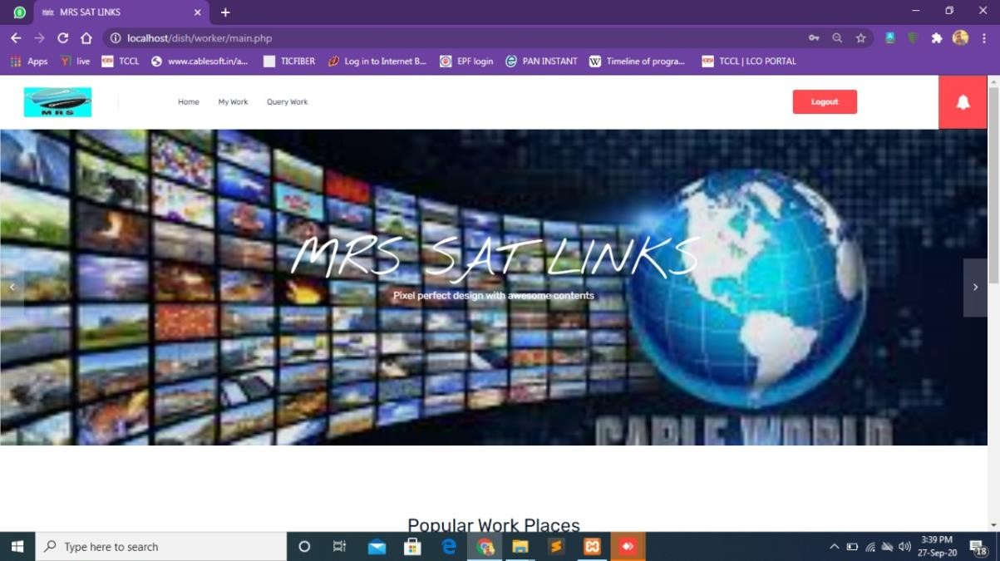 MRS SAT LINKS
localhost/dish/worker/main.php
Apps
live
TCCL
www.cablesoft.in/a...
TICFIBER
Log in to Internet B...
EPF login
PAN INSTANT
Timeline of progra...
TCCL | LCO PORTAL
MRS
Home
My Work
Query Work
Logout
MRS SAT LINKS
Pixel perfect design with awesome contents
CABLE WORLD
Popular Work Places
Type here to search
3:39 PM
27-Sep-20
18